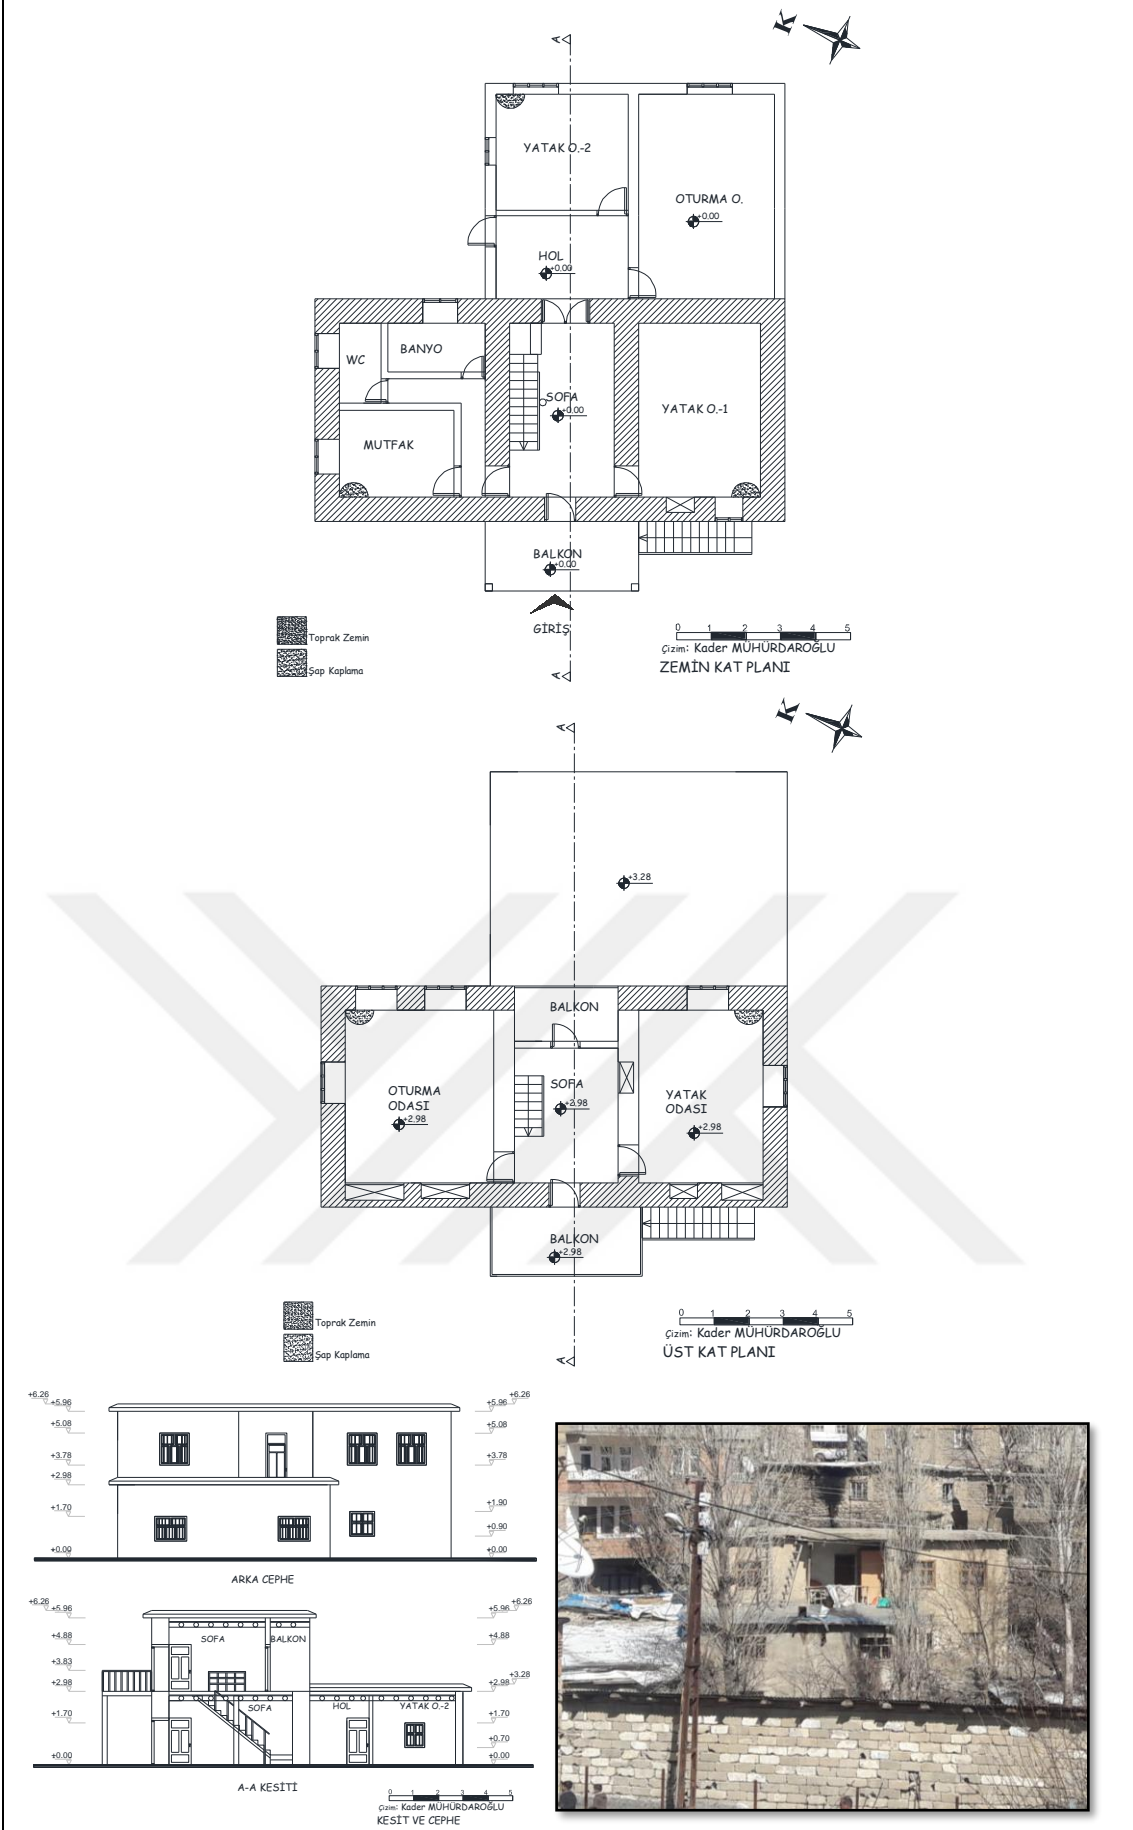 K
A
YATAK O.-2
OTURMA O.
+0.00
HOL
+0.00
WC
BANYO
SOFA
+0.00
YATAK O.-1
MUTFAK
BALKON
+0.00
GİRİŞ
Toprak Zemin
Şap Kaplama
0 1 2 3 4 5
Çizim: Kader MÜHÜRDAROĞLU
ZEMİN KAT PLANI
A
K
A
+3.28
BALKON
OTURMA
ODASI
+2.98
SOFA
+2.98
YATAK
ODASI
+2.98
BALKON
+2.98
Toprak Zemin
Şap Kaplama
0 1 2 3 4 5
Çizim: Kader MÜHÜRDAROĞLU
ÜST KAT PLANI
A
+6.26 +5.96 +5.96 +6.26
+5.08 +5.08
+3.78 +3.78
+2.98 +2.98
+1.70 +1.90
+0.90
+0.00 +0.00
ARKA CEPHE
+6.26 +5.96 +5.96 +6.26
+4.88 SOFA BALKON +4.88
+3.83
+2.98 +2.98 +3.28
SOFA HOL YATAK O.-2
+1.70 +1.70
+0.70
+0.00 +0.00
A-A KESİTİ
0 1 2 3 4 5
Çizim: Kader MÜHÜRDAROĞLU
KESİT VE CEPHE